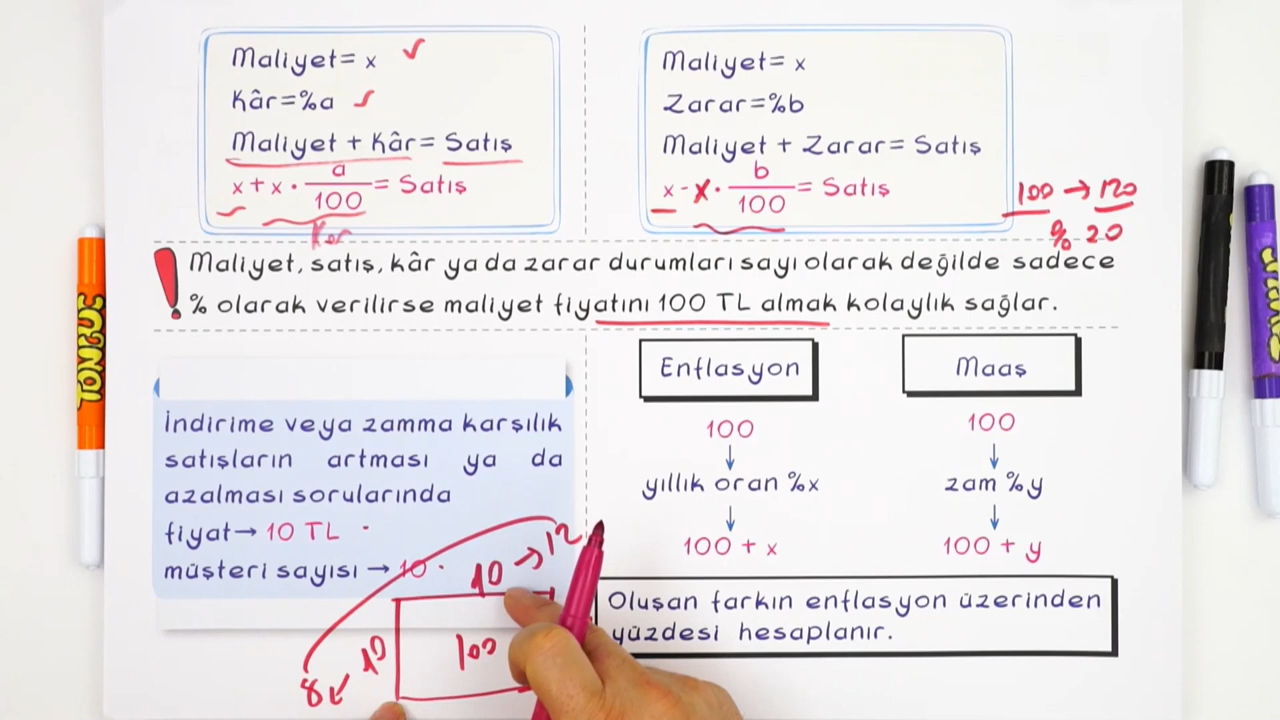 Maliyet= x
Kâr=%a
Maliyet + Kâr= Satış
x + x · a/100 = Satış
Kar
Maliyet= x
Zarar=%b
Maliyet + Zarar= Satış
x - x · b/100 = Satış
100 → 120
% 20
! Maliyet, satış, kâr ya da zarar durumları sayı olarak değilde sadece
% olarak verilirse maliyet fiyatını 100 TL almak kolaylık sağlar.
İndirime veya zamma karşılık
satışların artması ya da
azalması sorularında
fiyat→ 10 TL
müşteri sayısı → 10
10 → 12
10
100
8
Enflasyon
100
↓
yıllık oran %x
↓
100 + x
Maaş
100
↓
zam %y
↓
100 + y
Oluşan farkın enflasyon üzerinden
yüzdesi hesaplanır.
TONGUÇ